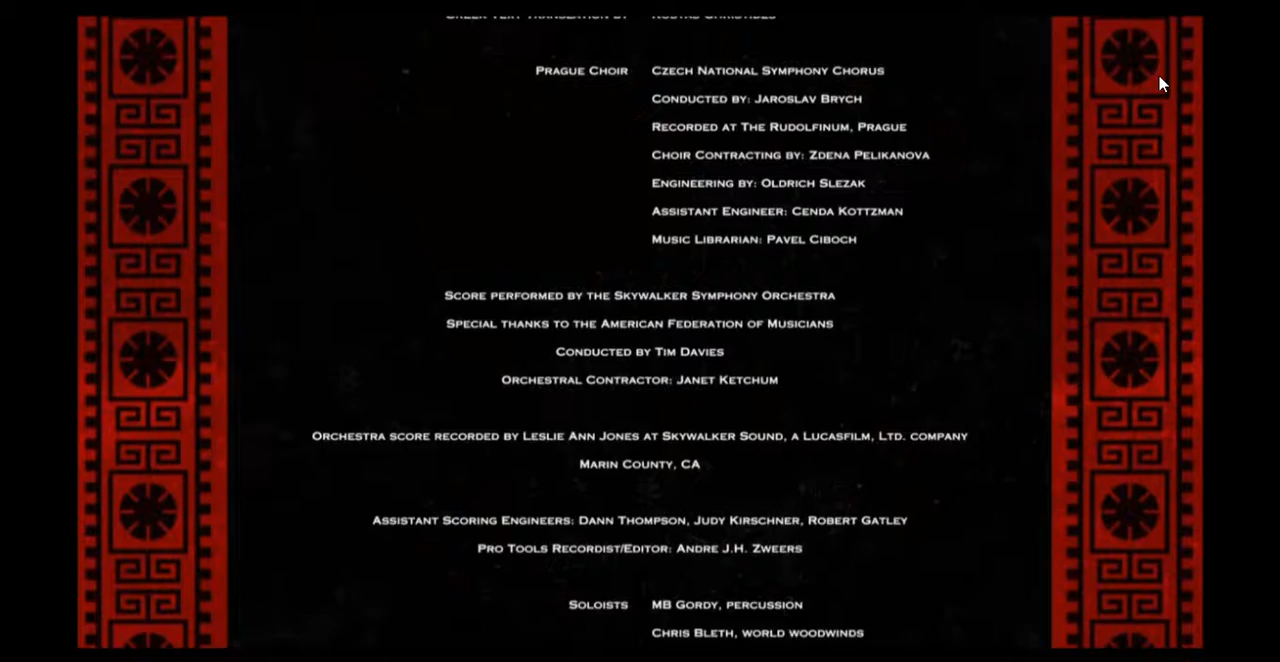 PRAGUE CHOIR CZECH NATIONAL SYMPHONY CHORUS
CONDUCTED BY: JAROSLAV BRYCH
RECORDED AT THE RUDOLFINUM, PRAGUE
CHOIR CONTRACTING BY: ZDENA PELIKANOVA
ENGINEERING BY: OLDRICH SLEZAK
ASSISTANT ENGINEER: CENDA KOTTZMAN
MUSIC LIBRARIAN: PAVEL CIBOCH
SCORE PERFORMED BY THE SKYWALKER SYMPHONY ORCHESTRA
SPECIAL THANKS TO THE AMERICAN FEDERATION OF MUSICIANS
CONDUCTED BY TIM DAVIES
ORCHESTRAL CONTRACTOR: JANET KETCHUM
ORCHESTRA SCORE RECORDED BY LESLIE ANN JONES AT SKYWALKER SOUND, A LUCASFILM, LTD. COMPANY
MARIN COUNTY, CA
ASSISTANT SCORING ENGINEERS: DANN THOMPSON, JUDY KIRSCHNER, ROBERT GATLEY
PRO TOOLS RECORDIST/EDITOR: ANDRE J.H. ZWEERS
SOLOISTS MB GORDY, PERCUSSION
CHRIS BLETH, WORLD WOODWINDS